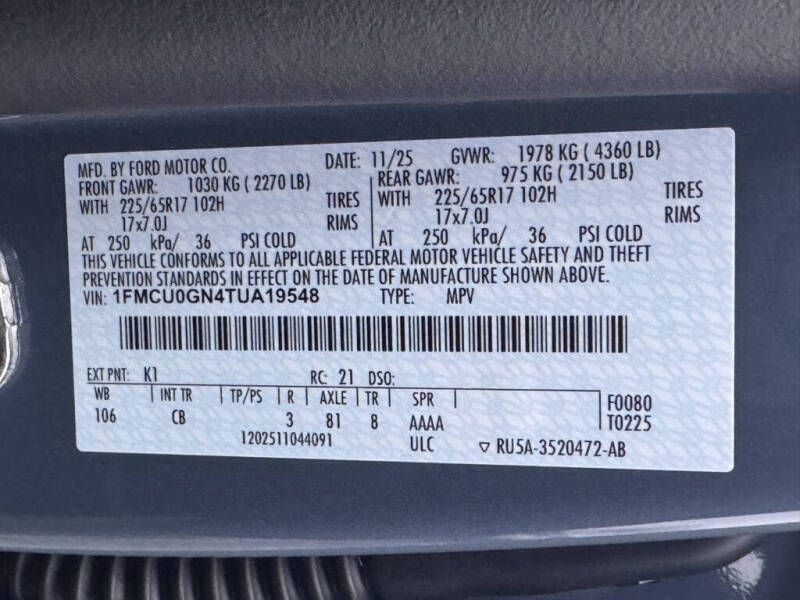 MFD. BY FORD MOTOR CO. DATE: 11/25 GVWR: 1978 KG ( 4360 LB)
FRONT GAWR: 1030 KG ( 2270 LB) REAR GAWR: 975 KG ( 2150 LB)
WITH 225/65R17 102H TIRES WITH 225/65R17 102H TIRES
17x7.0J RIMS 17x7.0J RIMS
AT 250 kPa/ 36 PSI COLD AT 250 kPa/ 36 PSI COLD
THIS VEHICLE CONFORMS TO ALL APPLICABLE FEDERAL MOTOR VEHICLE SAFETY AND THEFT
PREVENTION STANDARDS IN EFFECT ON THE DATE OF MANUFACTURE SHOWN ABOVE.
VIN: 1FMCU0GN4TUA19548 TYPE: MPV
EXT PNT: K1 RC: 21 DSO:
WB INT TR TP/PS R AXLE TR SPR F0080
106 CB 3 81 8 AAAA T0225
1202511044091 ULC RU5A-3520472-AB